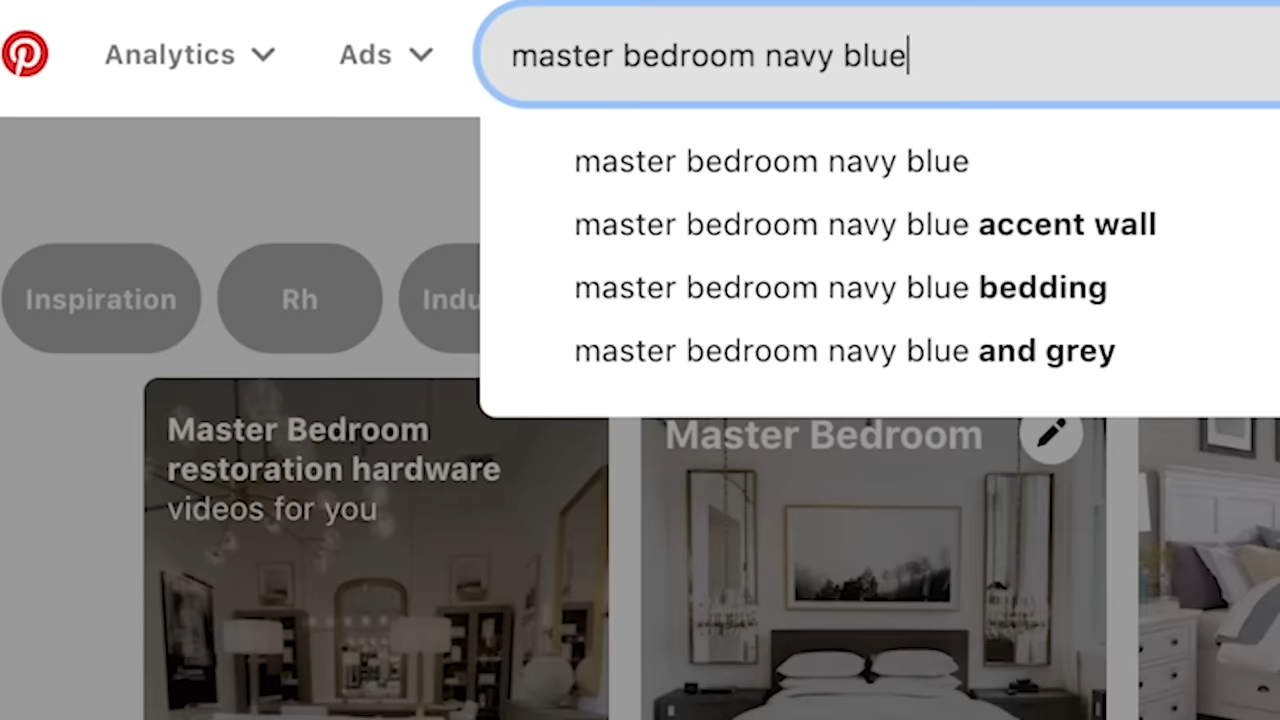 Analytics
Ads
master bedroom navy blue
master bedroom navy blue
master bedroom navy blue accent wall
master bedroom navy blue bedding
master bedroom navy blue and grey
Inspiration
Rh
Indu
Master Bedroom
restoration hardware
videos for you
Master Bedroom